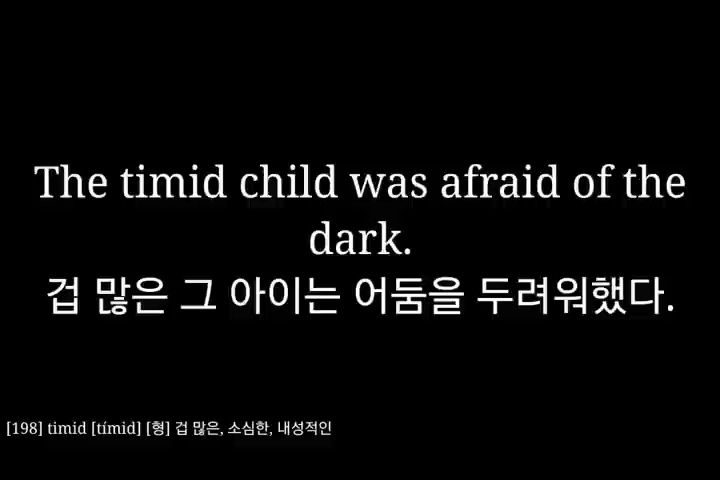 The timid child was afraid of the
dark.
겁 많은 그 아이는 어둠을 두려워했다.
[198] timid [tímid] [형] 겁 많은, 소심한, 내성적인